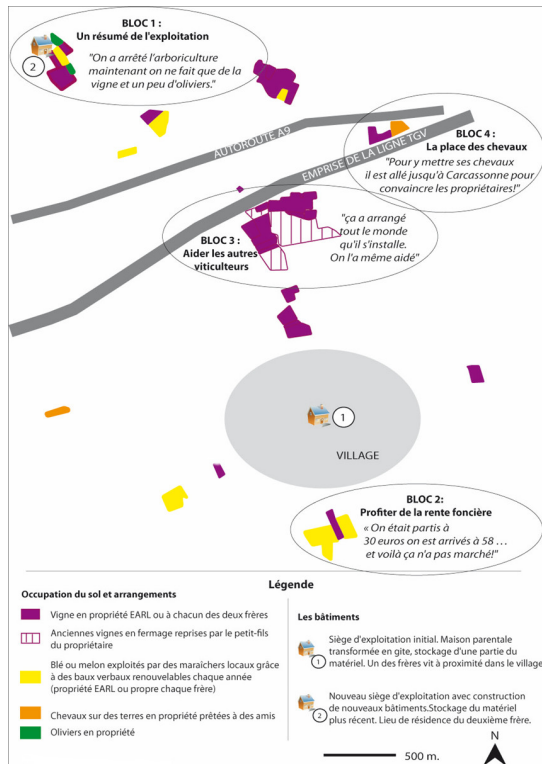 BLOC 1 :
Un résumé de l'exploitation
"On a arrêté l'arboriculture
maintenant on ne fait que de la
vigne et un peu d'oliviers."
2
AUTOROUTE A9
EMPRISE DE LA LIGNE TGV
BLOC 4 :
La place des chevaux
"Pour y mettre ses chevaux
il est allé jusqu'à Carcassonne pour
convaincre les propriétaires!"
BLOC 3 :
Aider les autres
viticulteurs
"ça a arrangé
tout le monde
qu'il s'installe.
On l'a même aidé"
1
VILLAGE
BLOC 2:
Profiter de la rente foncière
« On était partis à
30 euros on est arrivés à 58 ...
et voilà ça n'a pas marché!"
Légende
Occupation du sol et arrangements
Vigne en propriété EARL ou à chacun des deux frères
Anciennes vignes en fermage reprises par le petit-fils
du propriétaire
Blé ou melon exploités par des maraîchers locaux grâce
à des baux verbaux renouvelables chaque année
(propriété EARL ou propre chaque frère)
Chevaux sur des terres en propriété prêtées à des amis
Oliviers en propriété
Les bâtiments
Siège d'exploitation initial. Maison parentale
transformée en gite, stockage d'une partie du
matériel. Un des frères vit à proximité dans le village
1
Nouveau siège d'exploitation avec construction
de nouveaux bâtiments.Stockage du matériel
plus récent. Lieu de résidence du deuxième frère.
2
N
500 m.